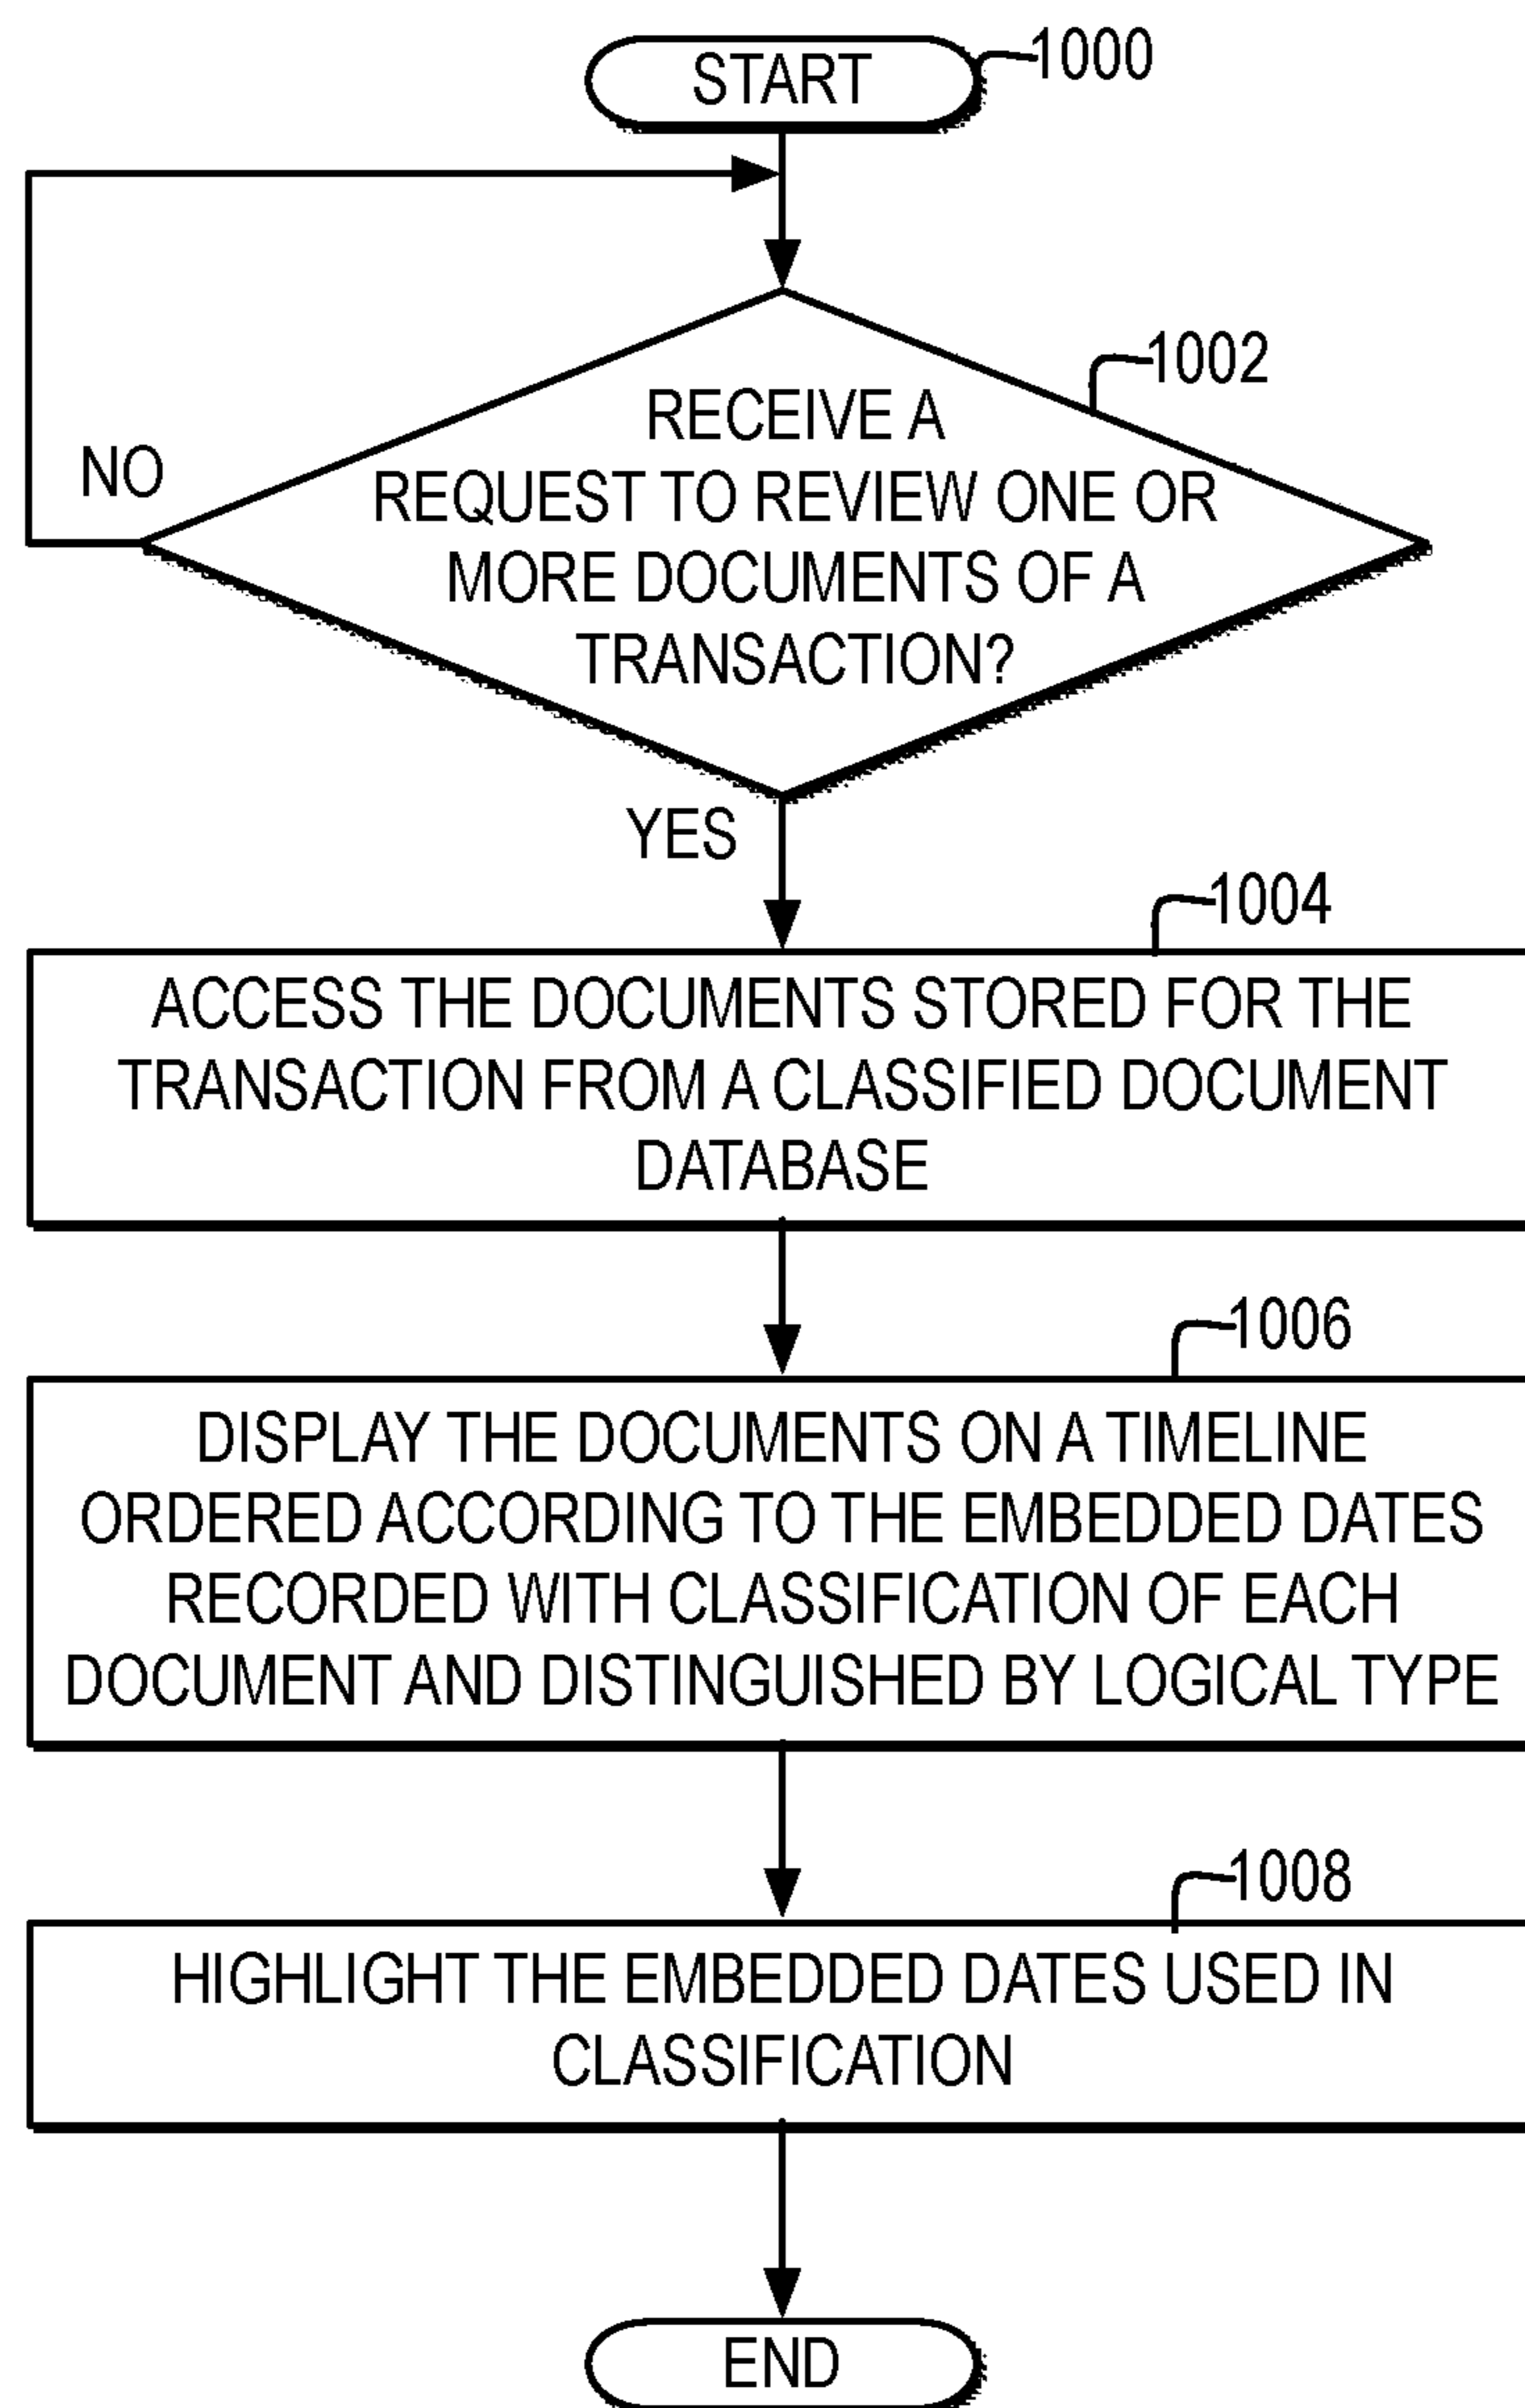 START
1000
1002
RECEIVE A
REQUEST TO REVIEW ONE OR
MORE DOCUMENTS OF A
TRANSACTION?
NO
YES
1004
ACCESS THE DOCUMENTS STORED FOR THE
TRANSACTION FROM A CLASSIFIED DOCUMENT
DATABASE
1006
DISPLAY THE DOCUMENTS ON A TIMELINE
ORDERED ACCORDING TO THE EMBEDDED DATES
RECORDED WITH CLASSIFICATION OF EACH
DOCUMENT AND DISTINGUISHED BY LOGICAL TYPE
1008
HIGHLIGHT THE EMBEDDED DATES USED IN
CLASSIFICATION
END